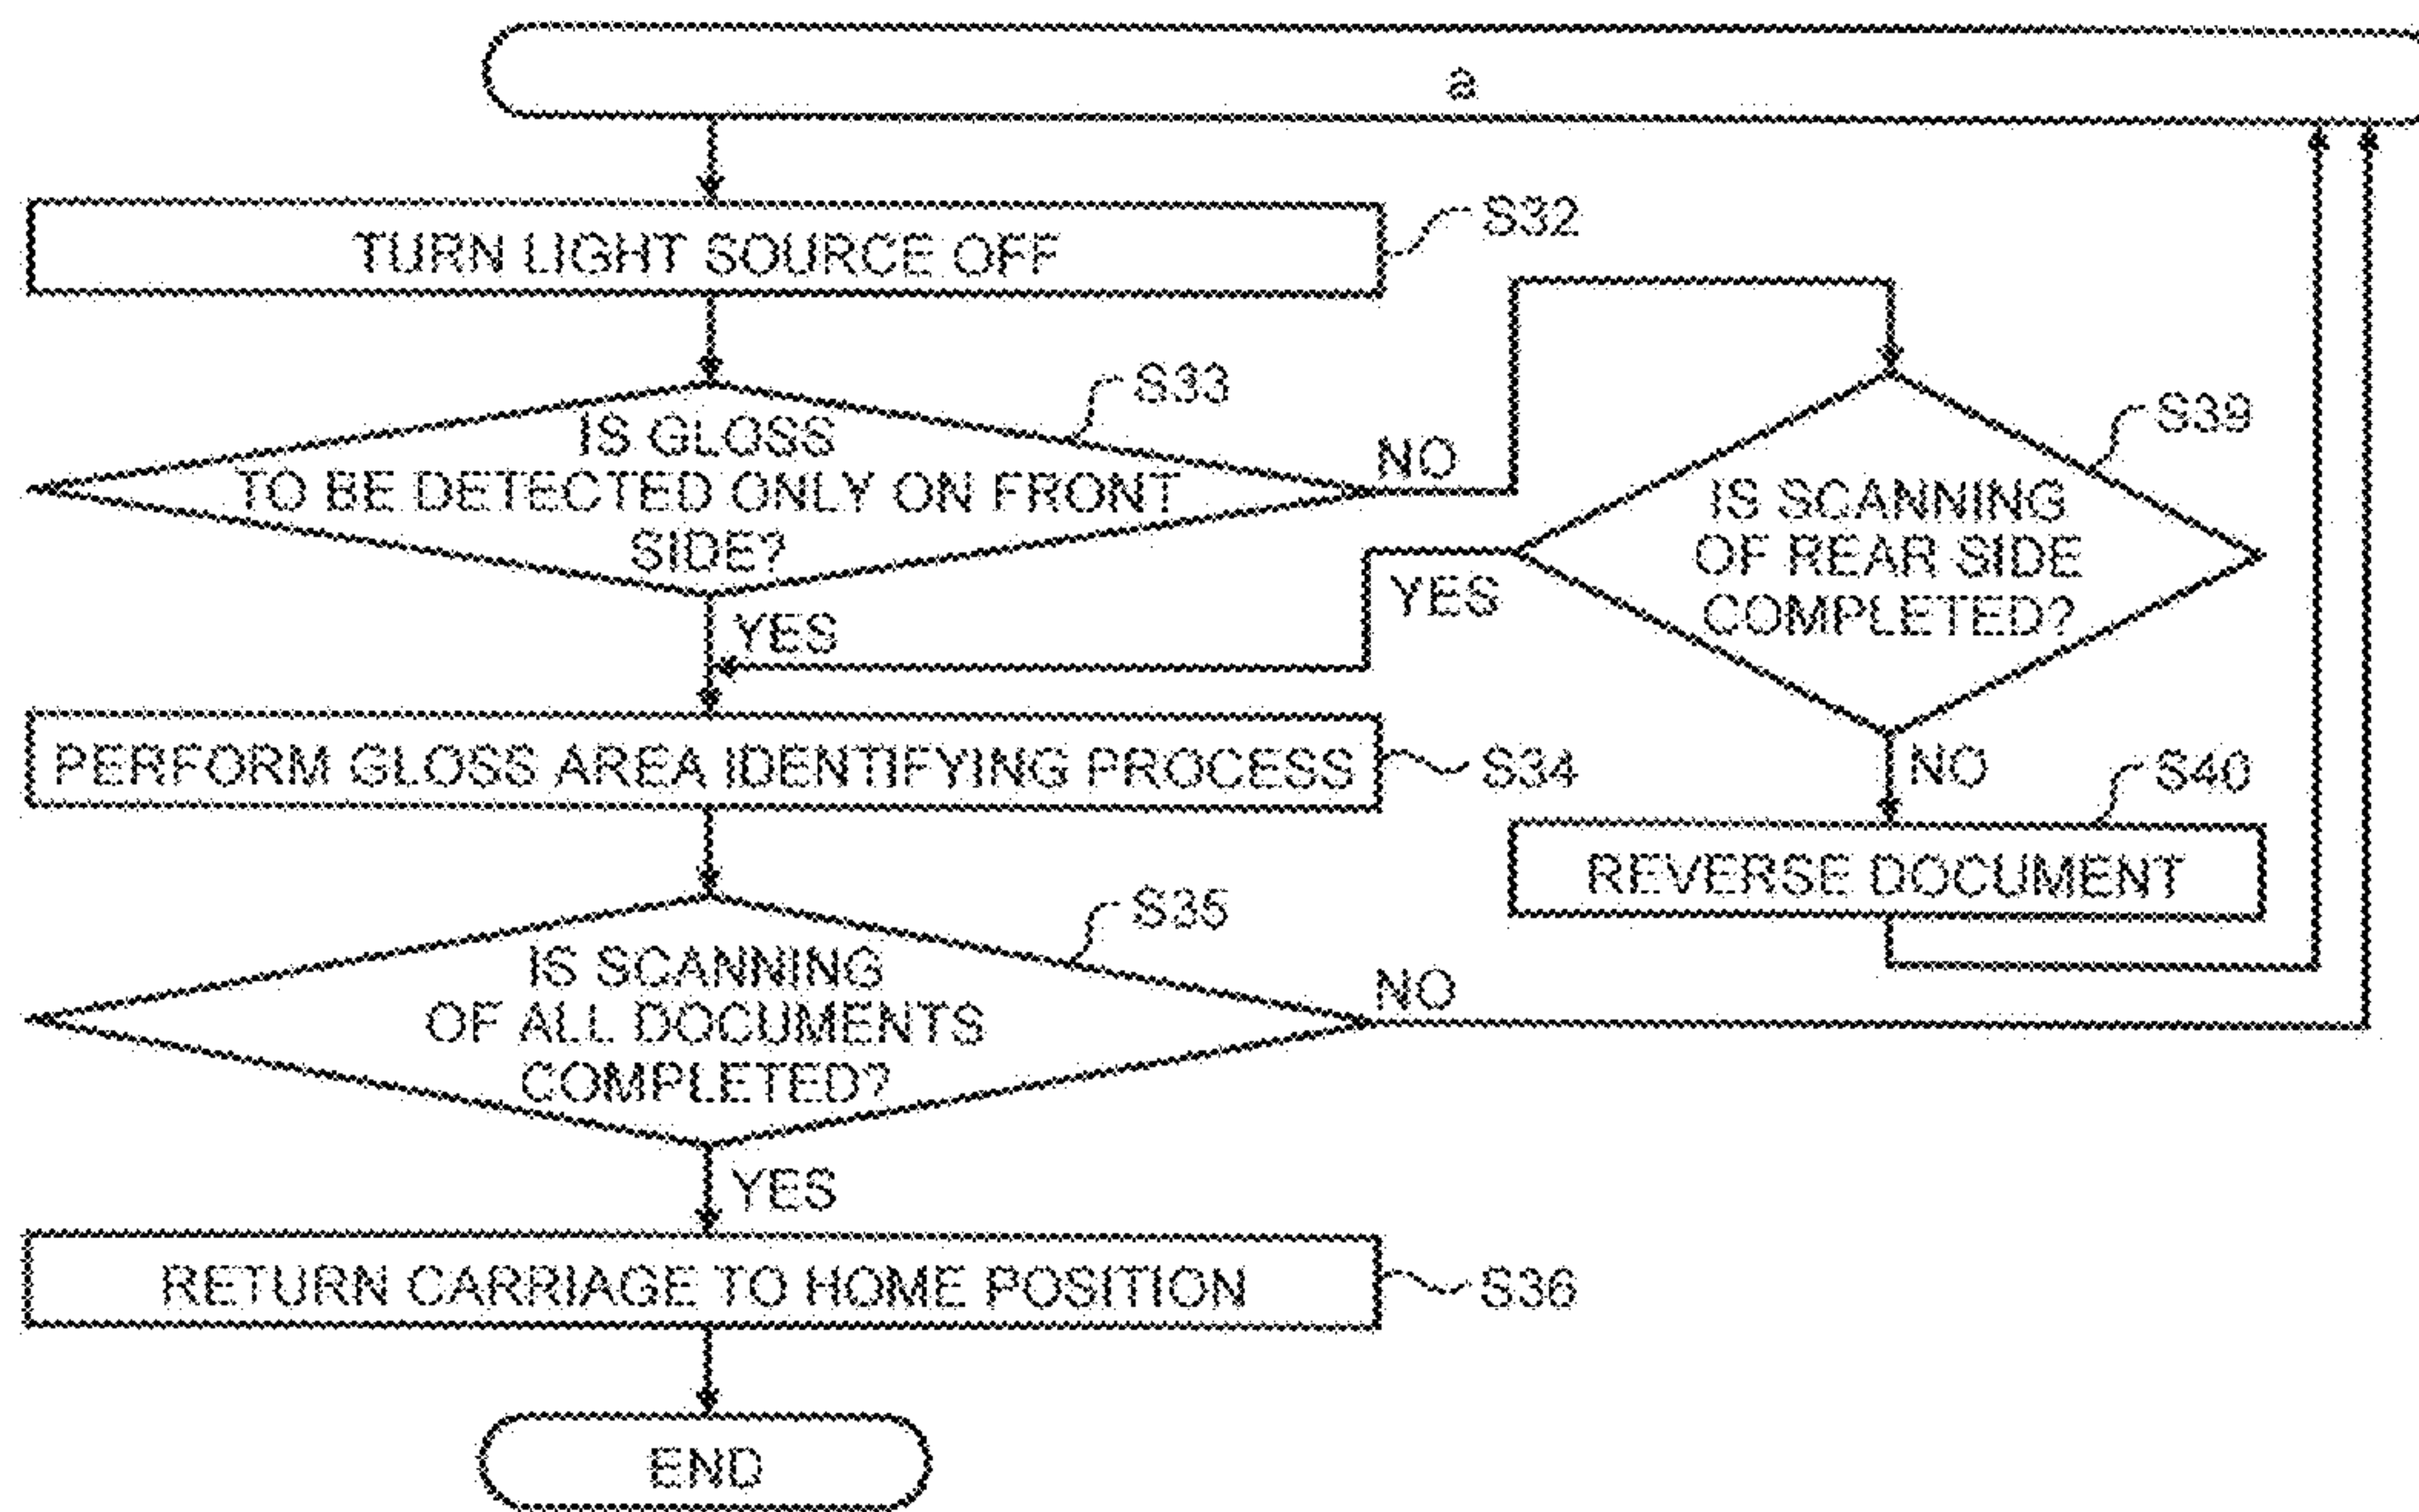 a
TURN LIGHT SOURCE OFF
S32
IS GLOSS
TO BE DETECTED ONLY ON FRONT
SIDE?
S33
NO
YES
IS SCANNING
OF REAR SIDE
COMPLETED?
S39
YES
NO
PERFORM GLOSS AREA IDENTIFYING PROCESS
S34
REVERSE DOCUMENT
S40
IS SCANNING
OF ALL DOCUMENTS
COMPLETED?
S35
NO
YES
RETURN CARRIAGE TO HOME POSITION
S36
END